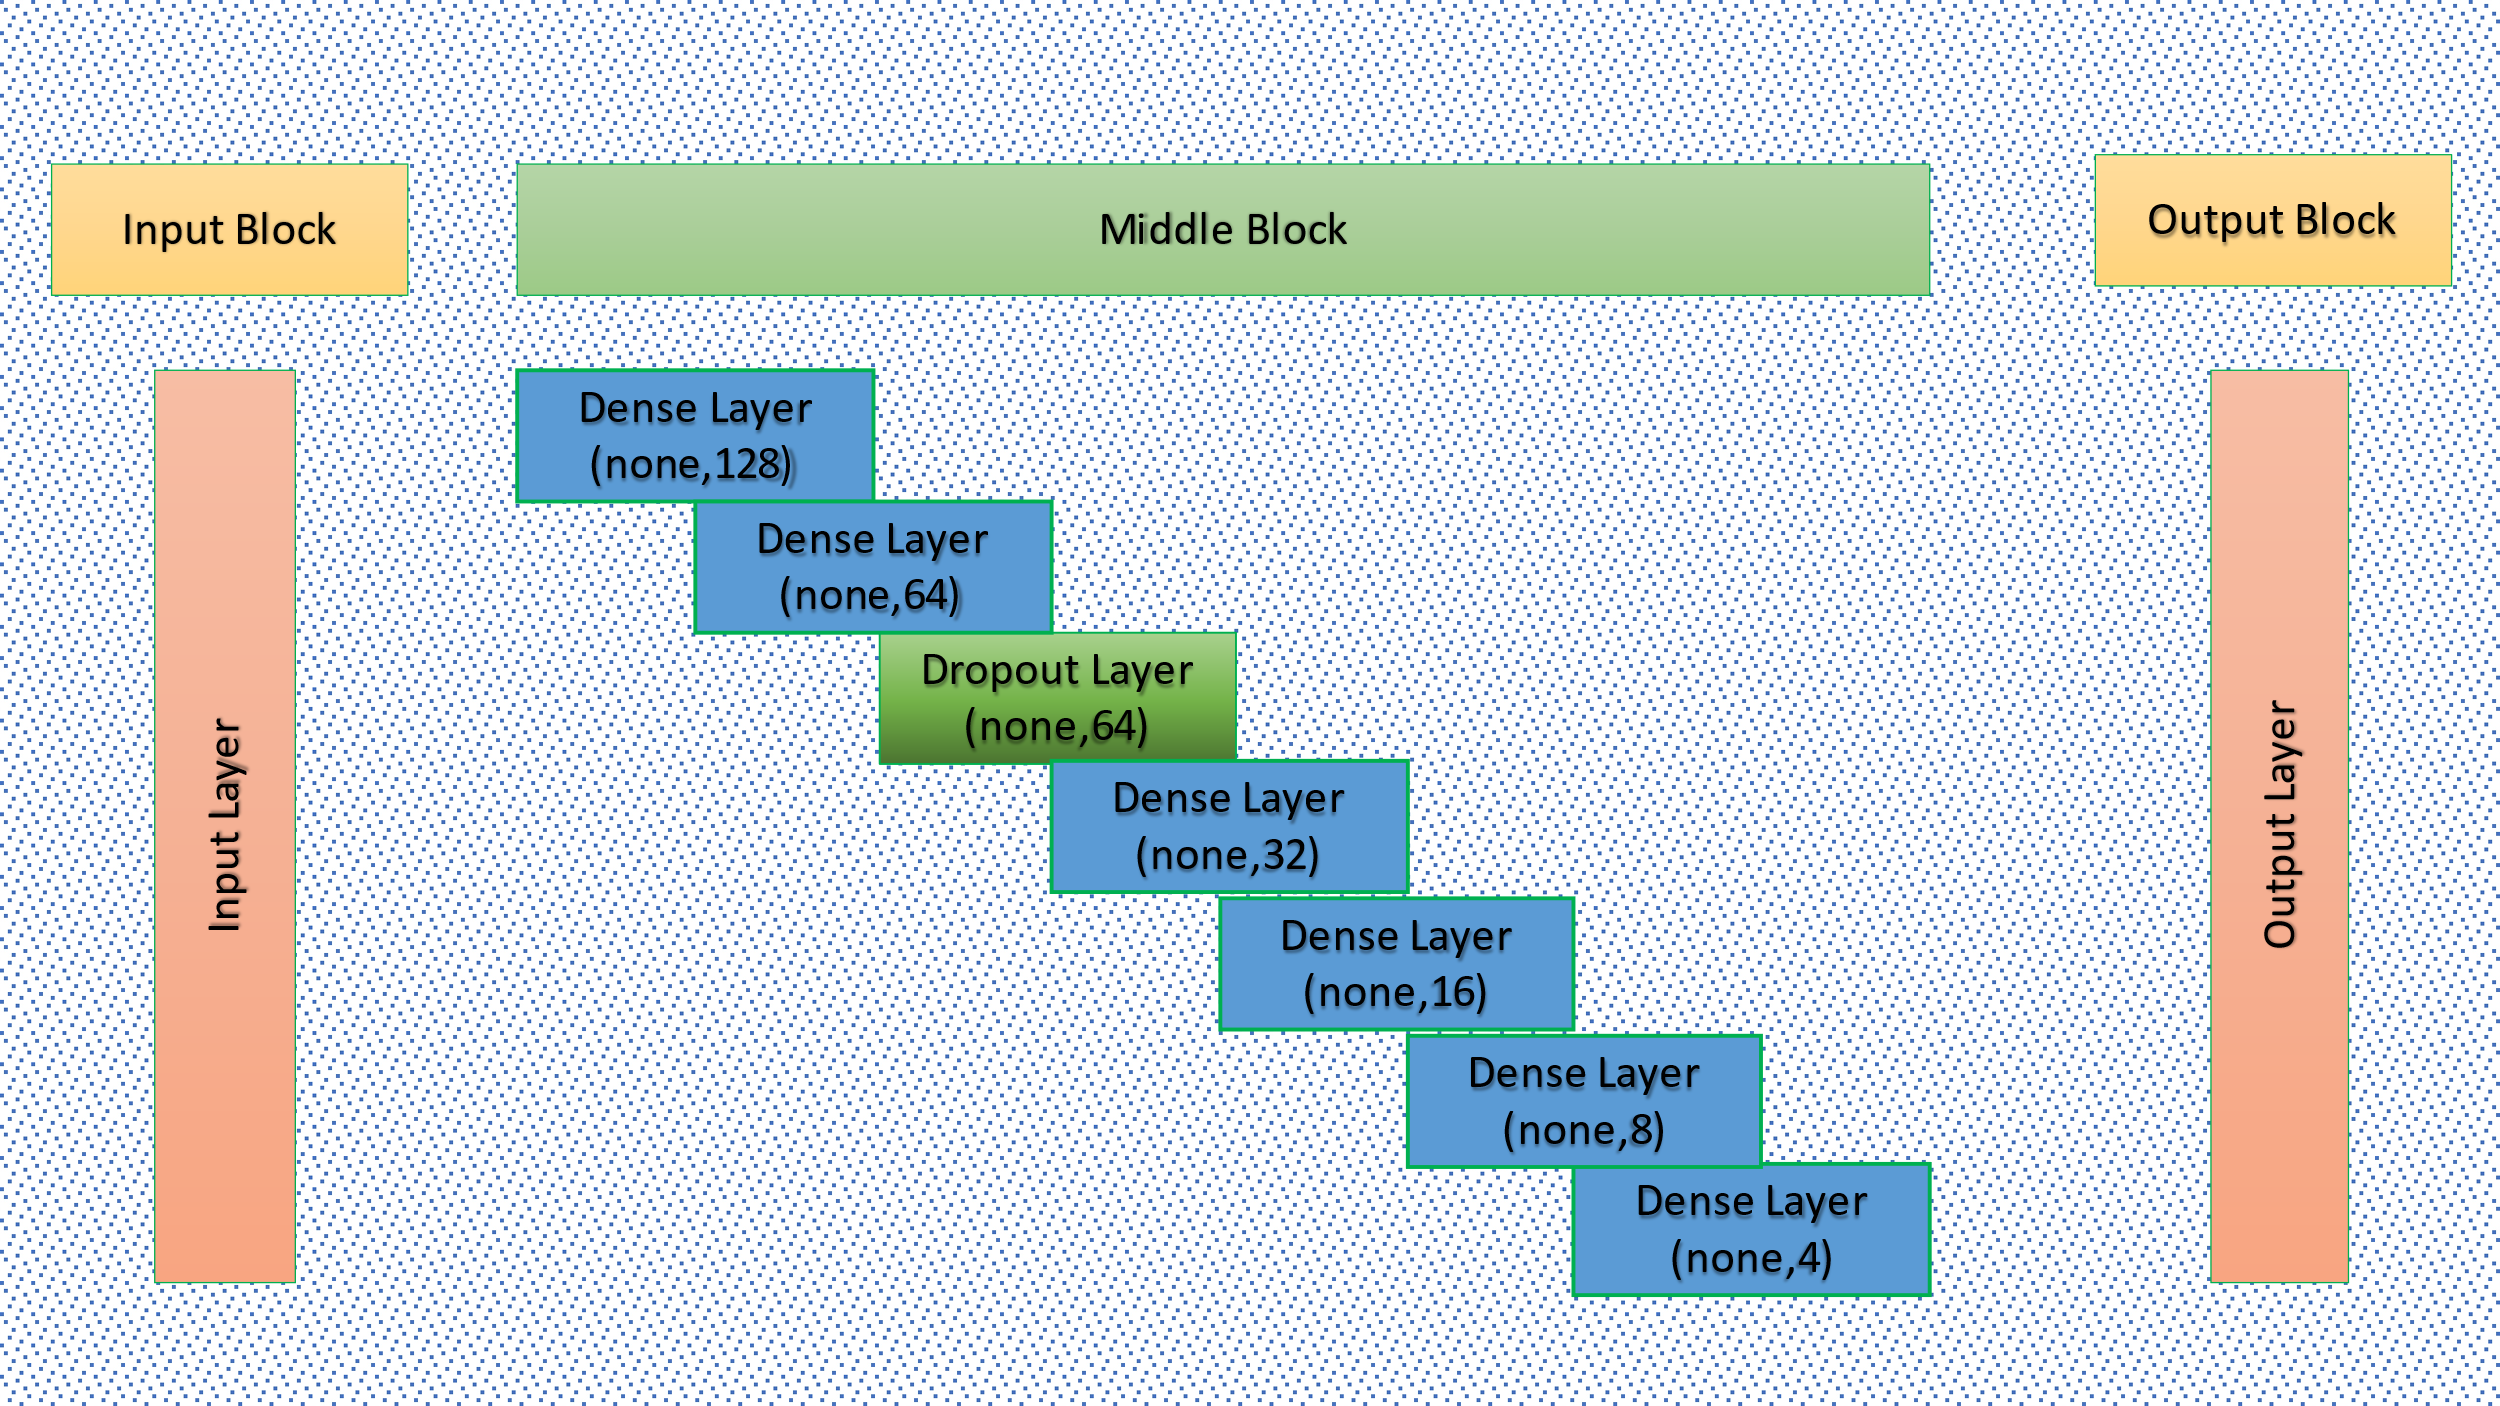 Input Block
Middle Block
Output Block
Input Layer
Dense Layer
(none,128)
Dense Layer
(none,64)
Dropout Layer
(none,64)
Dense Layer
(none,32)
Dense Layer
(none,16)
Dense Layer
(none,8)
Dense Layer
(none,4)
Output Layer